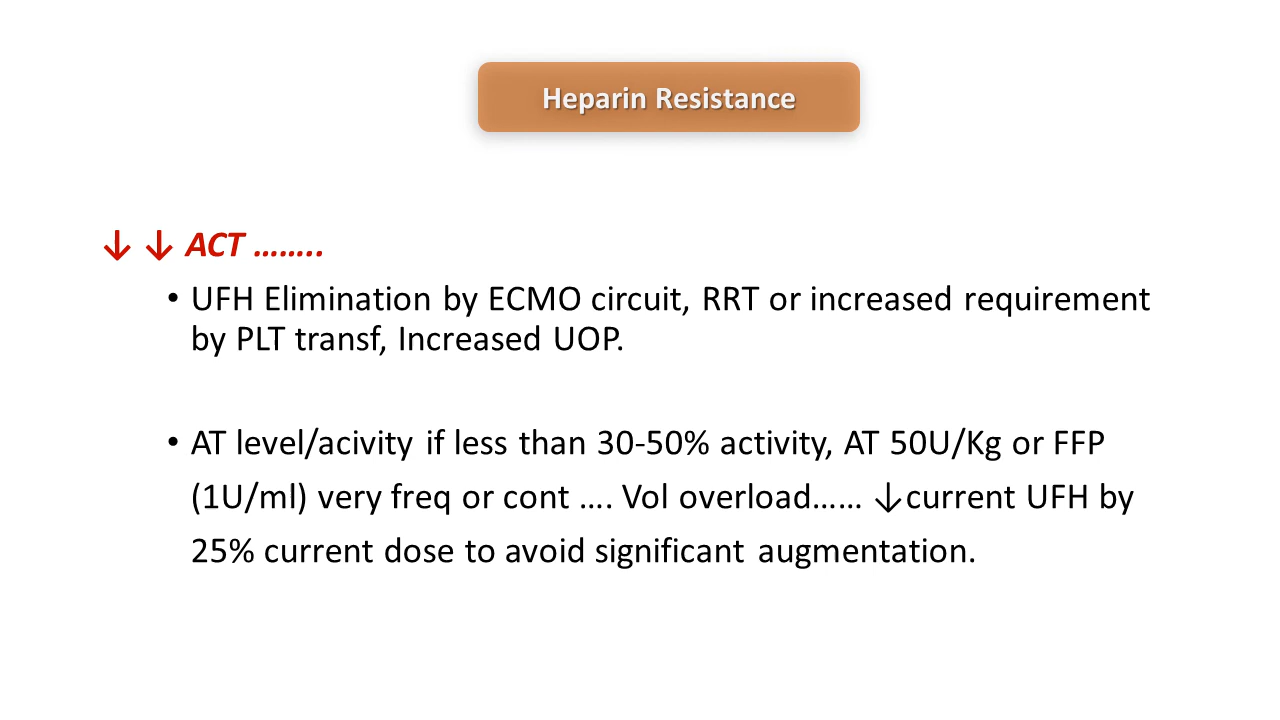 Heparin Resistance
↓ ↓ ACT ........
• UFH Elimination by ECMO circuit, RRT or increased requirement
by PLT transf, Increased UOP.
• AT level/acivity if less than 30-50% activity, AT 50U/Kg or FFP
(1U/ml) very freq or cont .... Vol overload...... ↓current UFH by
25% current dose to avoid significant augmentation.